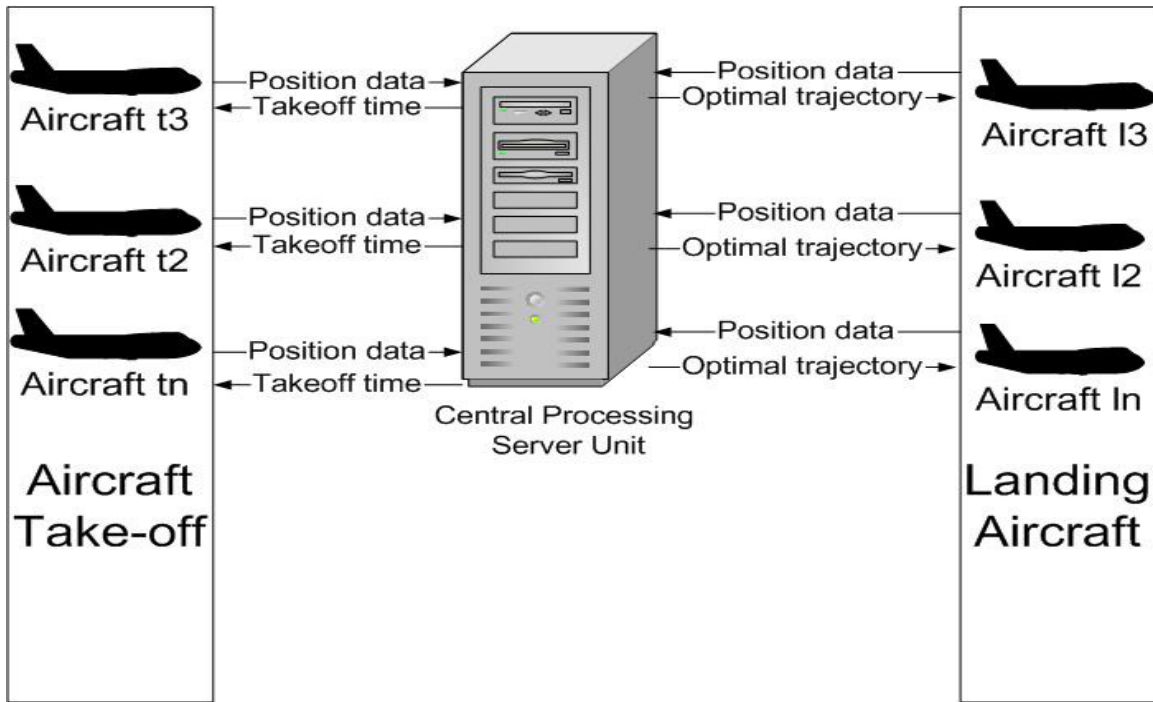 Position data
Takeoff time
Aircraft t3
Position data
Takeoff time
Aircraft t2
Position data
Takeoff time
Aircraft tn
Aircraft
Take-off
Central Processing
Server Unit
Position data
Optimal trajectory
Aircraft l3
Position data
Optimal trajectory
Aircraft l2
Position data
Optimal trajectory
Aircraft ln
Landing
Aircraft